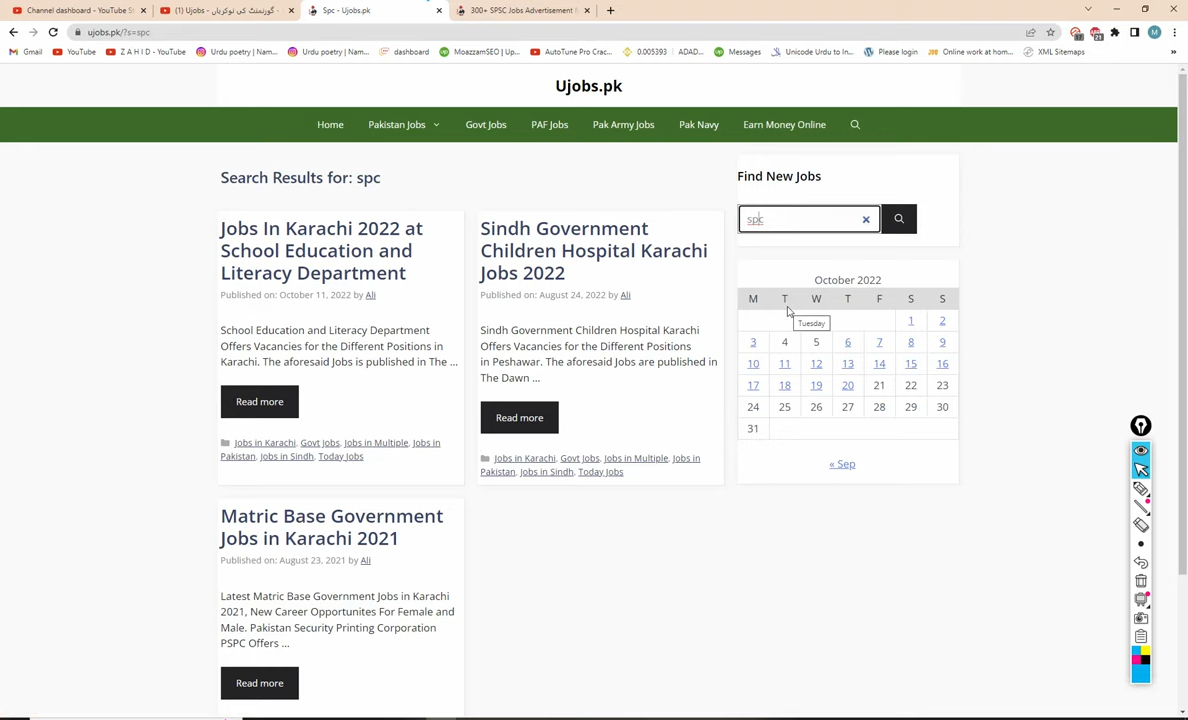 Channel dashboard - YouTube St
(1) Ujobs - گورنمنٹ کی نوکریاں
Spc - Ujobs.pk
300+ SPSC Jobs Advertisement
ujobs.pk/?s=spc
Gmail
YouTube
Z A H I D - YouTube
Urdu poetry | Nam...
Urdu poetry | Nam...
dashboard
MoazzamSEO | Up...
AutoTune Pro Crac...
0.005393 | ADAD...
Messages
Unicode Urdu to In...
Please login
Online work at hom...
XML Sitemaps
Ujobs.pk
Home
Pakistan Jobs
Govt Jobs
PAF Jobs
Pak Army Jobs
Pak Navy
Earn Money Online
Search Results for: spc
Jobs In Karachi 2022 at
School Education and
Literacy Department
Published on: October 11, 2022 by Ali
School Education and Literacy Department
Offers Vacancies for the Different Positions in
Karachi. The aforesaid Jobs is published in The ...
Read more
Jobs in Karachi, Govt Jobs, Jobs in Multiple, Jobs in
Pakistan, Jobs in Sindh, Today Jobs
Sindh Government
Children Hospital Karachi
Jobs 2022
Published on: August 24, 2022 by Ali
Sindh Government Children Hospital Karachi
Offers Vacancies for the Different Positions
in Peshawar. The aforesaid Jobs are published in
The Dawn ...
Read more
Jobs in Karachi, Govt Jobs, Jobs in Multiple, Jobs in
Pakistan, Jobs in Sindh, Today Jobs
Matric Base Government
Jobs in Karachi 2021
Published on: August 23, 2021 by Ali
Latest Matric Base Government Jobs in Karachi
2021, New Career Opportunites For Female and
Male. Pakistan Security Printing Corporation
PSPC Offers ...
Read more
Find New Jobs
spc
October 2022
M T W T F S S
Tuesday
1 2
3 4 5 6 7 8 9
10 11 12 13 14 15 16
17 18 19 20 21 22 23
24 25 26 27 28 29 30
31
« Sep